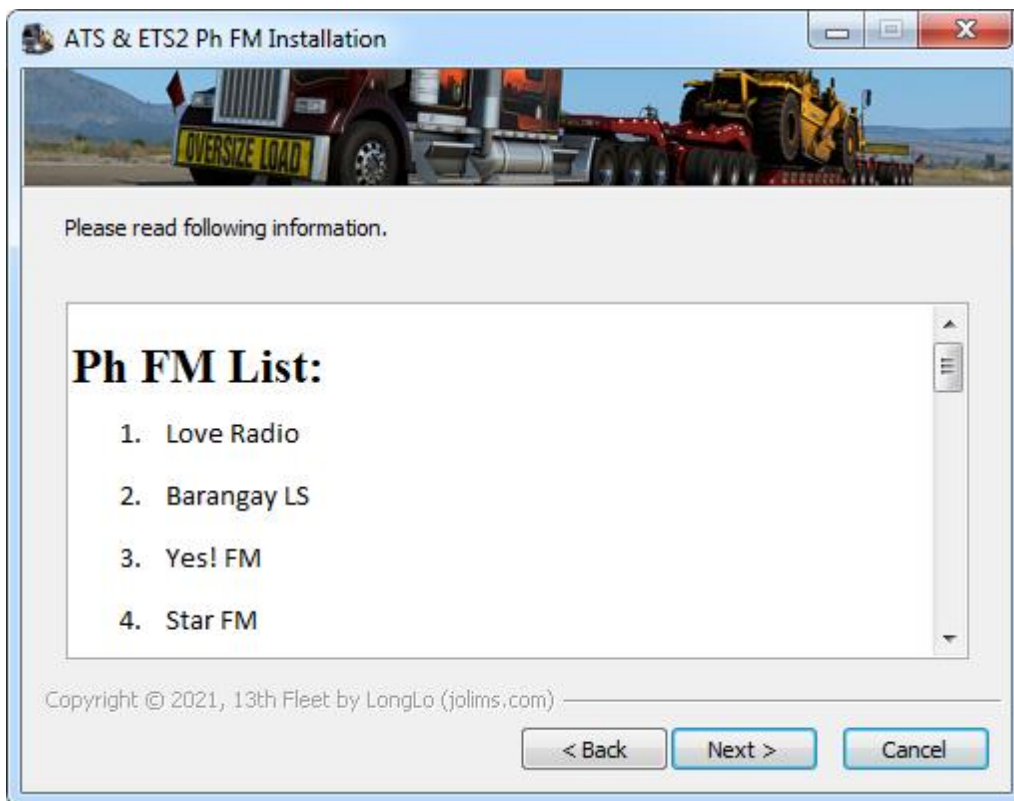 ATS & ETS2 Ph FM Installation
OVERSIZE LOAD
Please read following information.
Ph FM List:
1. Love Radio
2. Barangay LS
3. Yes! FM
4. Star FM
Copyright © 2021, 13th Fleet by LongLo (jolims.com)
< Back Next > Cancel